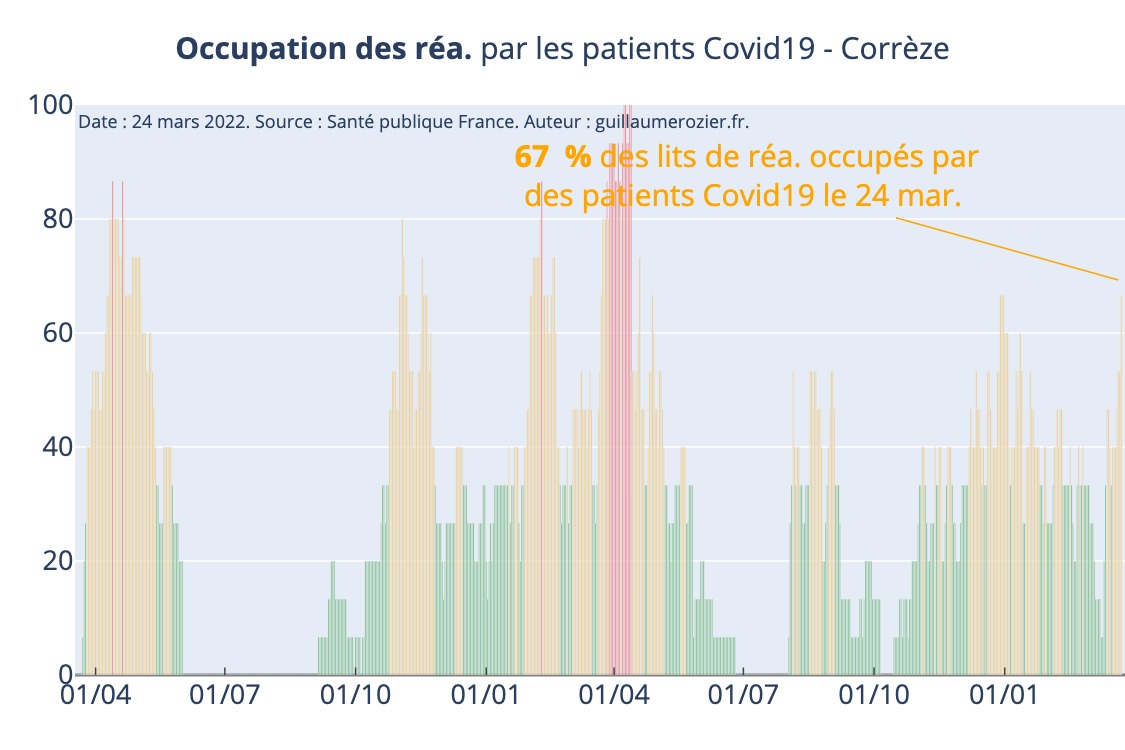 Occupation des réa. par les patients Covid19 - Corrèze
100
Date : 24 mars 2022. Source : Santé publique France. Auteur : guillaumerozier.fr.
67 % des lits de réa. occupés par
des patients Covid19 le 24 mar.
80
60
40
20
0
01/04 01/07 01/10 01/01 01/04 01/07 01/10 01/01